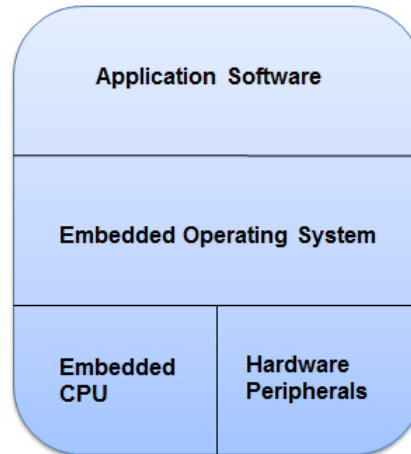 Application Software
Embedded Operating System
Embedded
CPU
Hardware
Peripherals